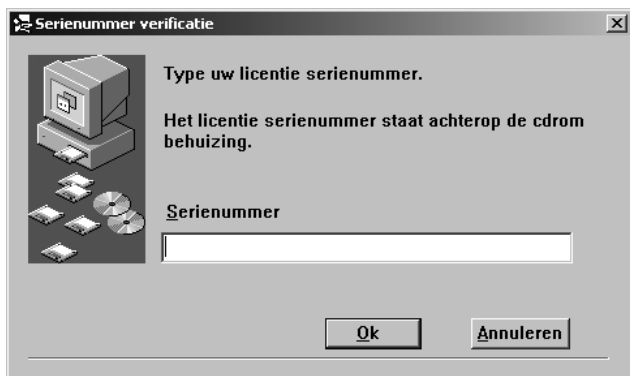 Serienummer verificatie
Type uw licentie serienummer.
Het licentie serienummer staat achterop de cdrom
behuizing.
Serienummer
Ok
Annuleren